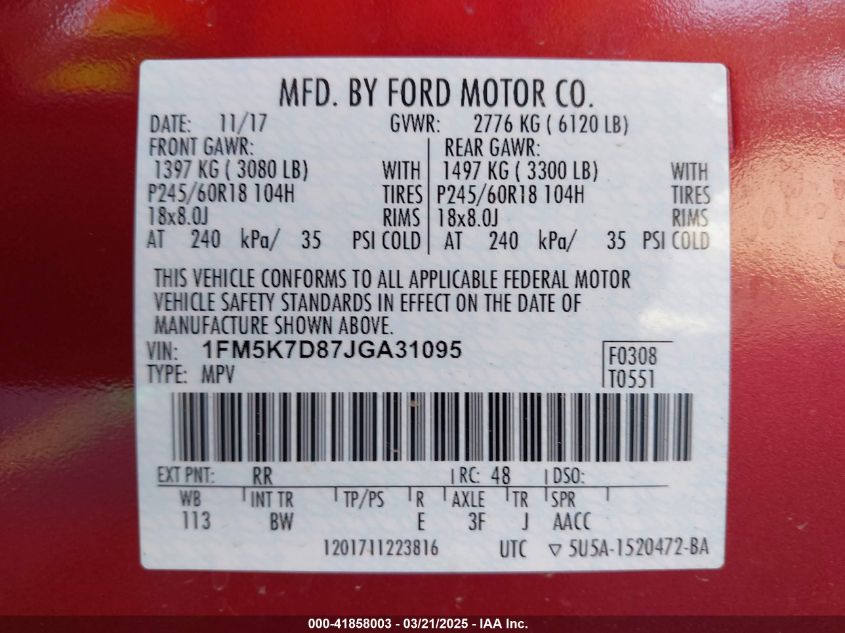 MFD. BY FORD MOTOR CO.
DATE: 11/17 GVWR: 2776 KG ( 6120 LB)
FRONT GAWR: REAR GAWR:
1397 KG ( 3080 LB) WITH 1497 KG ( 3300 LB) WITH
P245/60R18 104H TIRES P245/60R18 104H TIRES
18x8.0J RIMS 18x8.0J RIMS
AT 240 kPa/ 35 PSI COLD AT 240 kPa/ 35 PSI COLD
THIS VEHICLE CONFORMS TO ALL APPLICABLE FEDERAL MOTOR
VEHICLE SAFETY STANDARDS IN EFFECT ON THE DATE OF
MANUFACTURE SHOWN ABOVE.
VIN: 1FM5K7D87JGA31095 F0308
TYPE: MPV T0551
EXT PNT: RR RC: 48 DSO:
WB INT TR TP/PS R AXLE TR SPR
113 BW E 3F J AACC
1201711223816 UTC ▽ 5U5A-1520472-BA
000-41858003 - 03/21/2025 - IAA Inc.